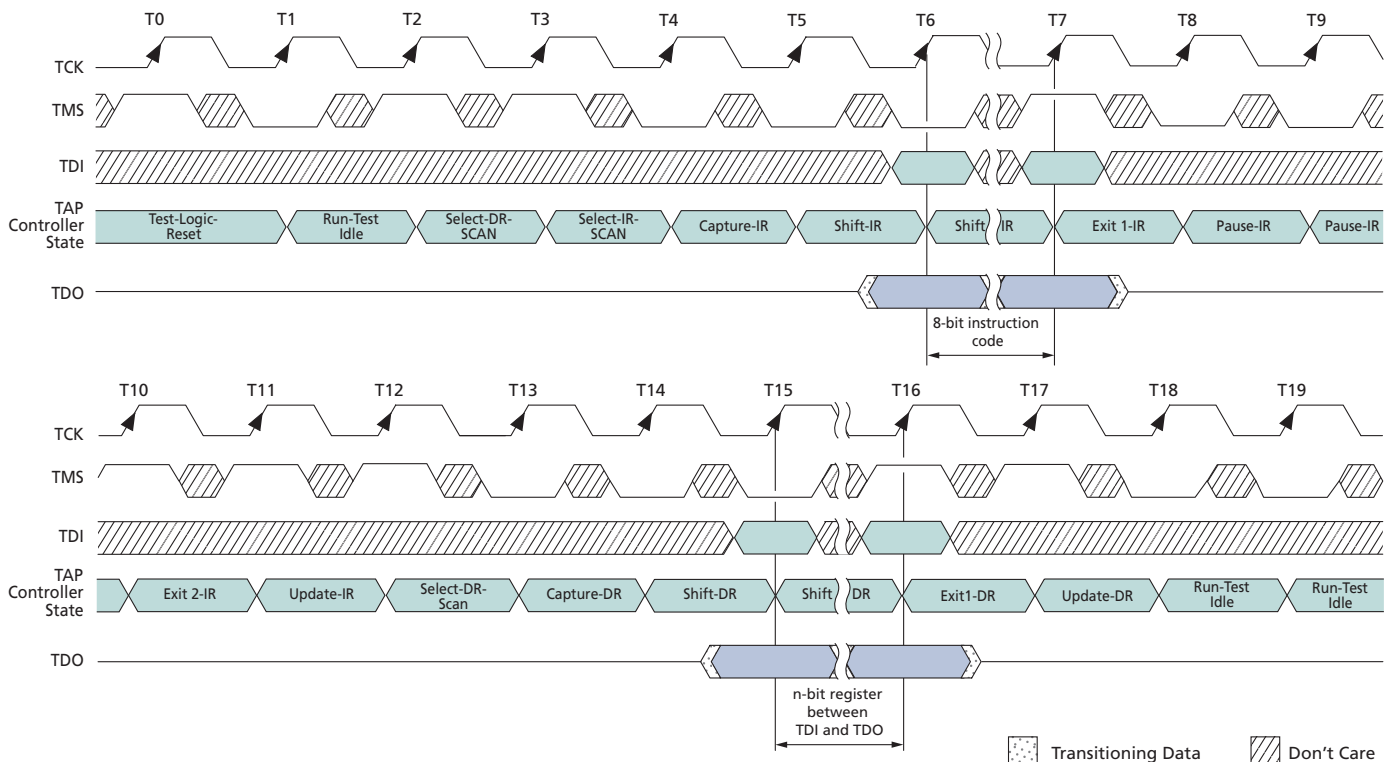 T0 T1 T2 T3 T4 T5 T6 T7 T8 T9
TCK
TMS
TDI
TAP
Controller
State
Test-Logic-
Reset
Run-Test
Idle
Select-DR-
SCAN
Select-IR-
SCAN
Capture-IR
Shift-IR
Shift IR
Exit 1-IR
Pause-IR
Pause-IR
TDO
8-bit instruction
code
T10 T11 T12 T13 T14 T15 T16 T17 T18 T19
TCK
TMS
TDI
TAP
Controller
State
Exit 2-IR
Update-IR
Select-DR-
Scan
Capture-DR
Shift-DR
Shift DR
Exit1-DR
Update-DR
Run-Test
Idle
Run-Test
Idle
TDO
n-bit register
between
TDI and TDO
Transitioning Data
Don't Care